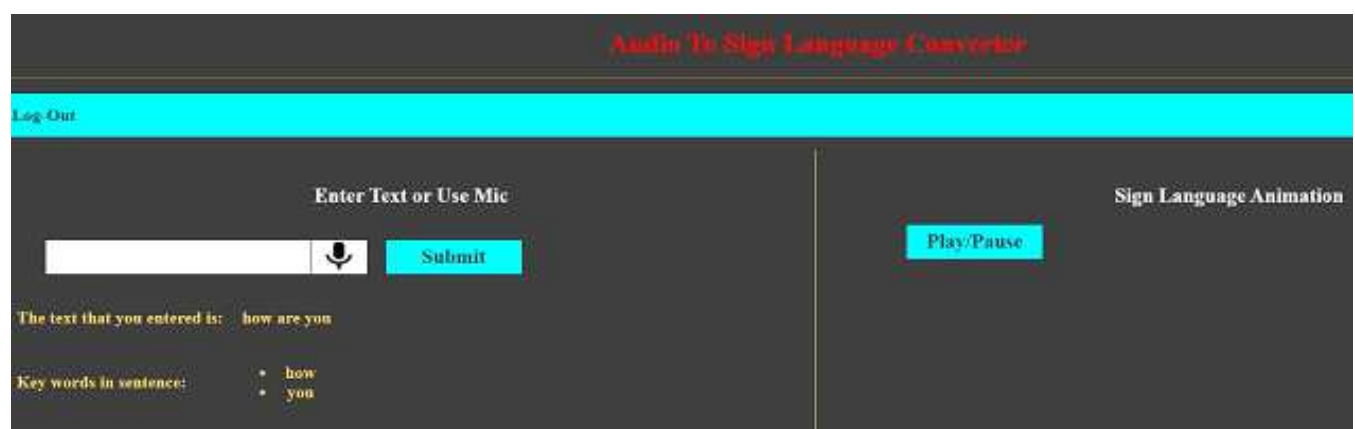 Audio To Sign Language Convertor
Log-Out
Enter Text or Use Mic
Submit
The text that you entered is: how are you
Key words in sentence:
• how
• you
Sign Language Animation
Play/Pause